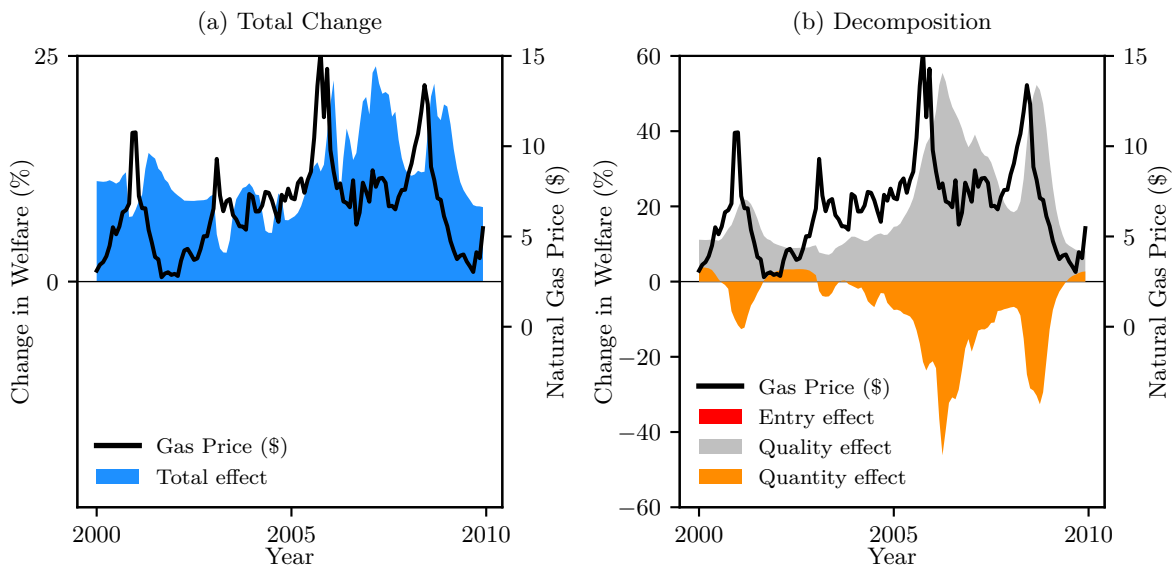 (a) Total Change
25
0
Change in Welfare (%)
15
10
5
0
Natural Gas Price ($)
Gas Price ($)
Total effect
2000
2005
2010
Year
(b) Decomposition
60
40
20
0
−20
−40
−60
Change in Welfare (%)
15
10
5
0
Natural Gas Price ($)
Gas Price ($)
Entry effect
Quality effect
Quantity effect
2000
2005
2010
Year